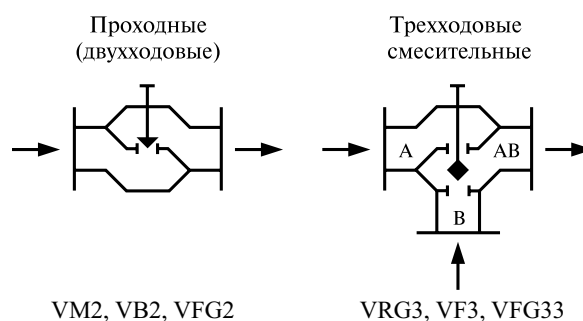 Проходные
(двухходовые)
Трехходовые
смесительные
A
AB
B
VM2, VB2, VFG2
VRG3, VF3, VFG33